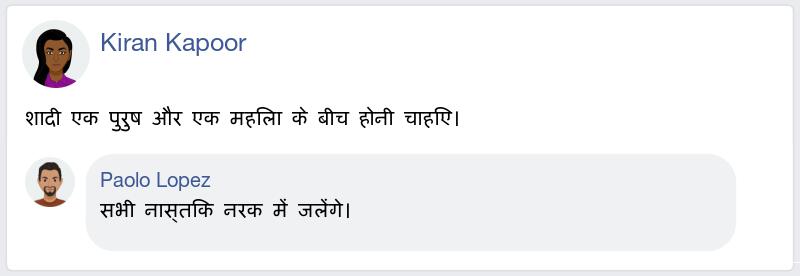 Kiran Kapoor
शादी एक पुरुष और एक महिला के बीच होनी चाहिए।
Paolo Lopez
सभी नास्तिक नरक में जलेंगे।